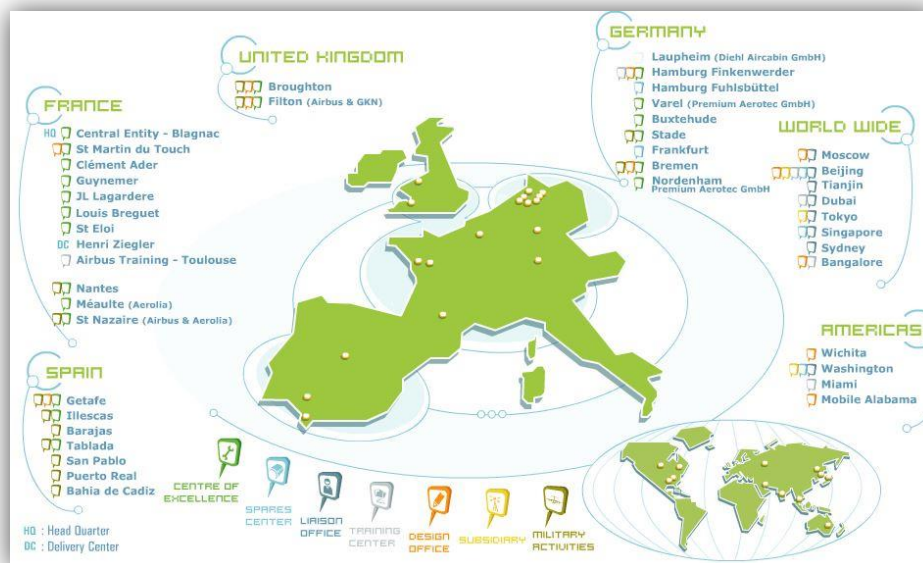 UNITED KINGDOM
Broughton
Filton (Airbus & GKN)
GERMANY
Laupheim (Diehl Aircabin GmbH)
Hamburg Finkenwerder
Hamburg Fuhlsbüttel
Varel (Premium Aerotec GmbH)
Buxtehude
Stade
Frankfurt
Bremen
Nordenham
Premium Aerotec GmbH
FRANCE
HQ Central Entity - Blagnac
St Martin du Touch
Clément Ader
Guynemer
JL Lagardere
Louis Breguet
St Eloi
DC Henri Ziegler
Airbus Training - Toulouse
Nantes
Méaulte (Aerolia)
St Nazaire (Airbus & Aerolia)
WORLD WIDE
Moscow
Beijing
Tianjin
Dubai
Tokyo
Singapore
Sydney
Bangalore
AMERICAS
Wichita
Washington
Miami
Mobile Alabama
SPAIN
Getafe
Illescas
Barajas
Tablada
San Pablo
Puerto Real
Bahia de Cadiz
CENTRE OF
EXCELLENCE
SPARES
CENTER
LIAISON
OFFICE
TRAINING
CENTER
DESIGN
OFFICE
SUBSIDIARY
MILITARY
ACTIVITIES
HQ : Head Quarter
DC : Delivery Center